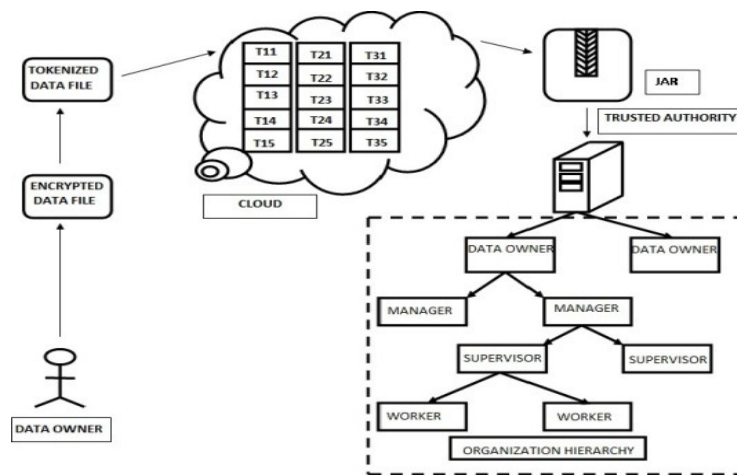 TOKENIZED
DATA FILE
T11
T12
T13
T14
T15
T21
T22
T23
T24
T25
T31
T32
T33
T34
T35
JAR
TRUSTED AUTHORITY
ENCRYPTED
DATA FILE
CLOUD
DATA OWNER
DATA OWNER
MANAGER
MANAGER
SUPERVISOR
SUPERVISOR
WORKER
WORKER
DATA OWNER
ORGANIZATION HIERARCHY